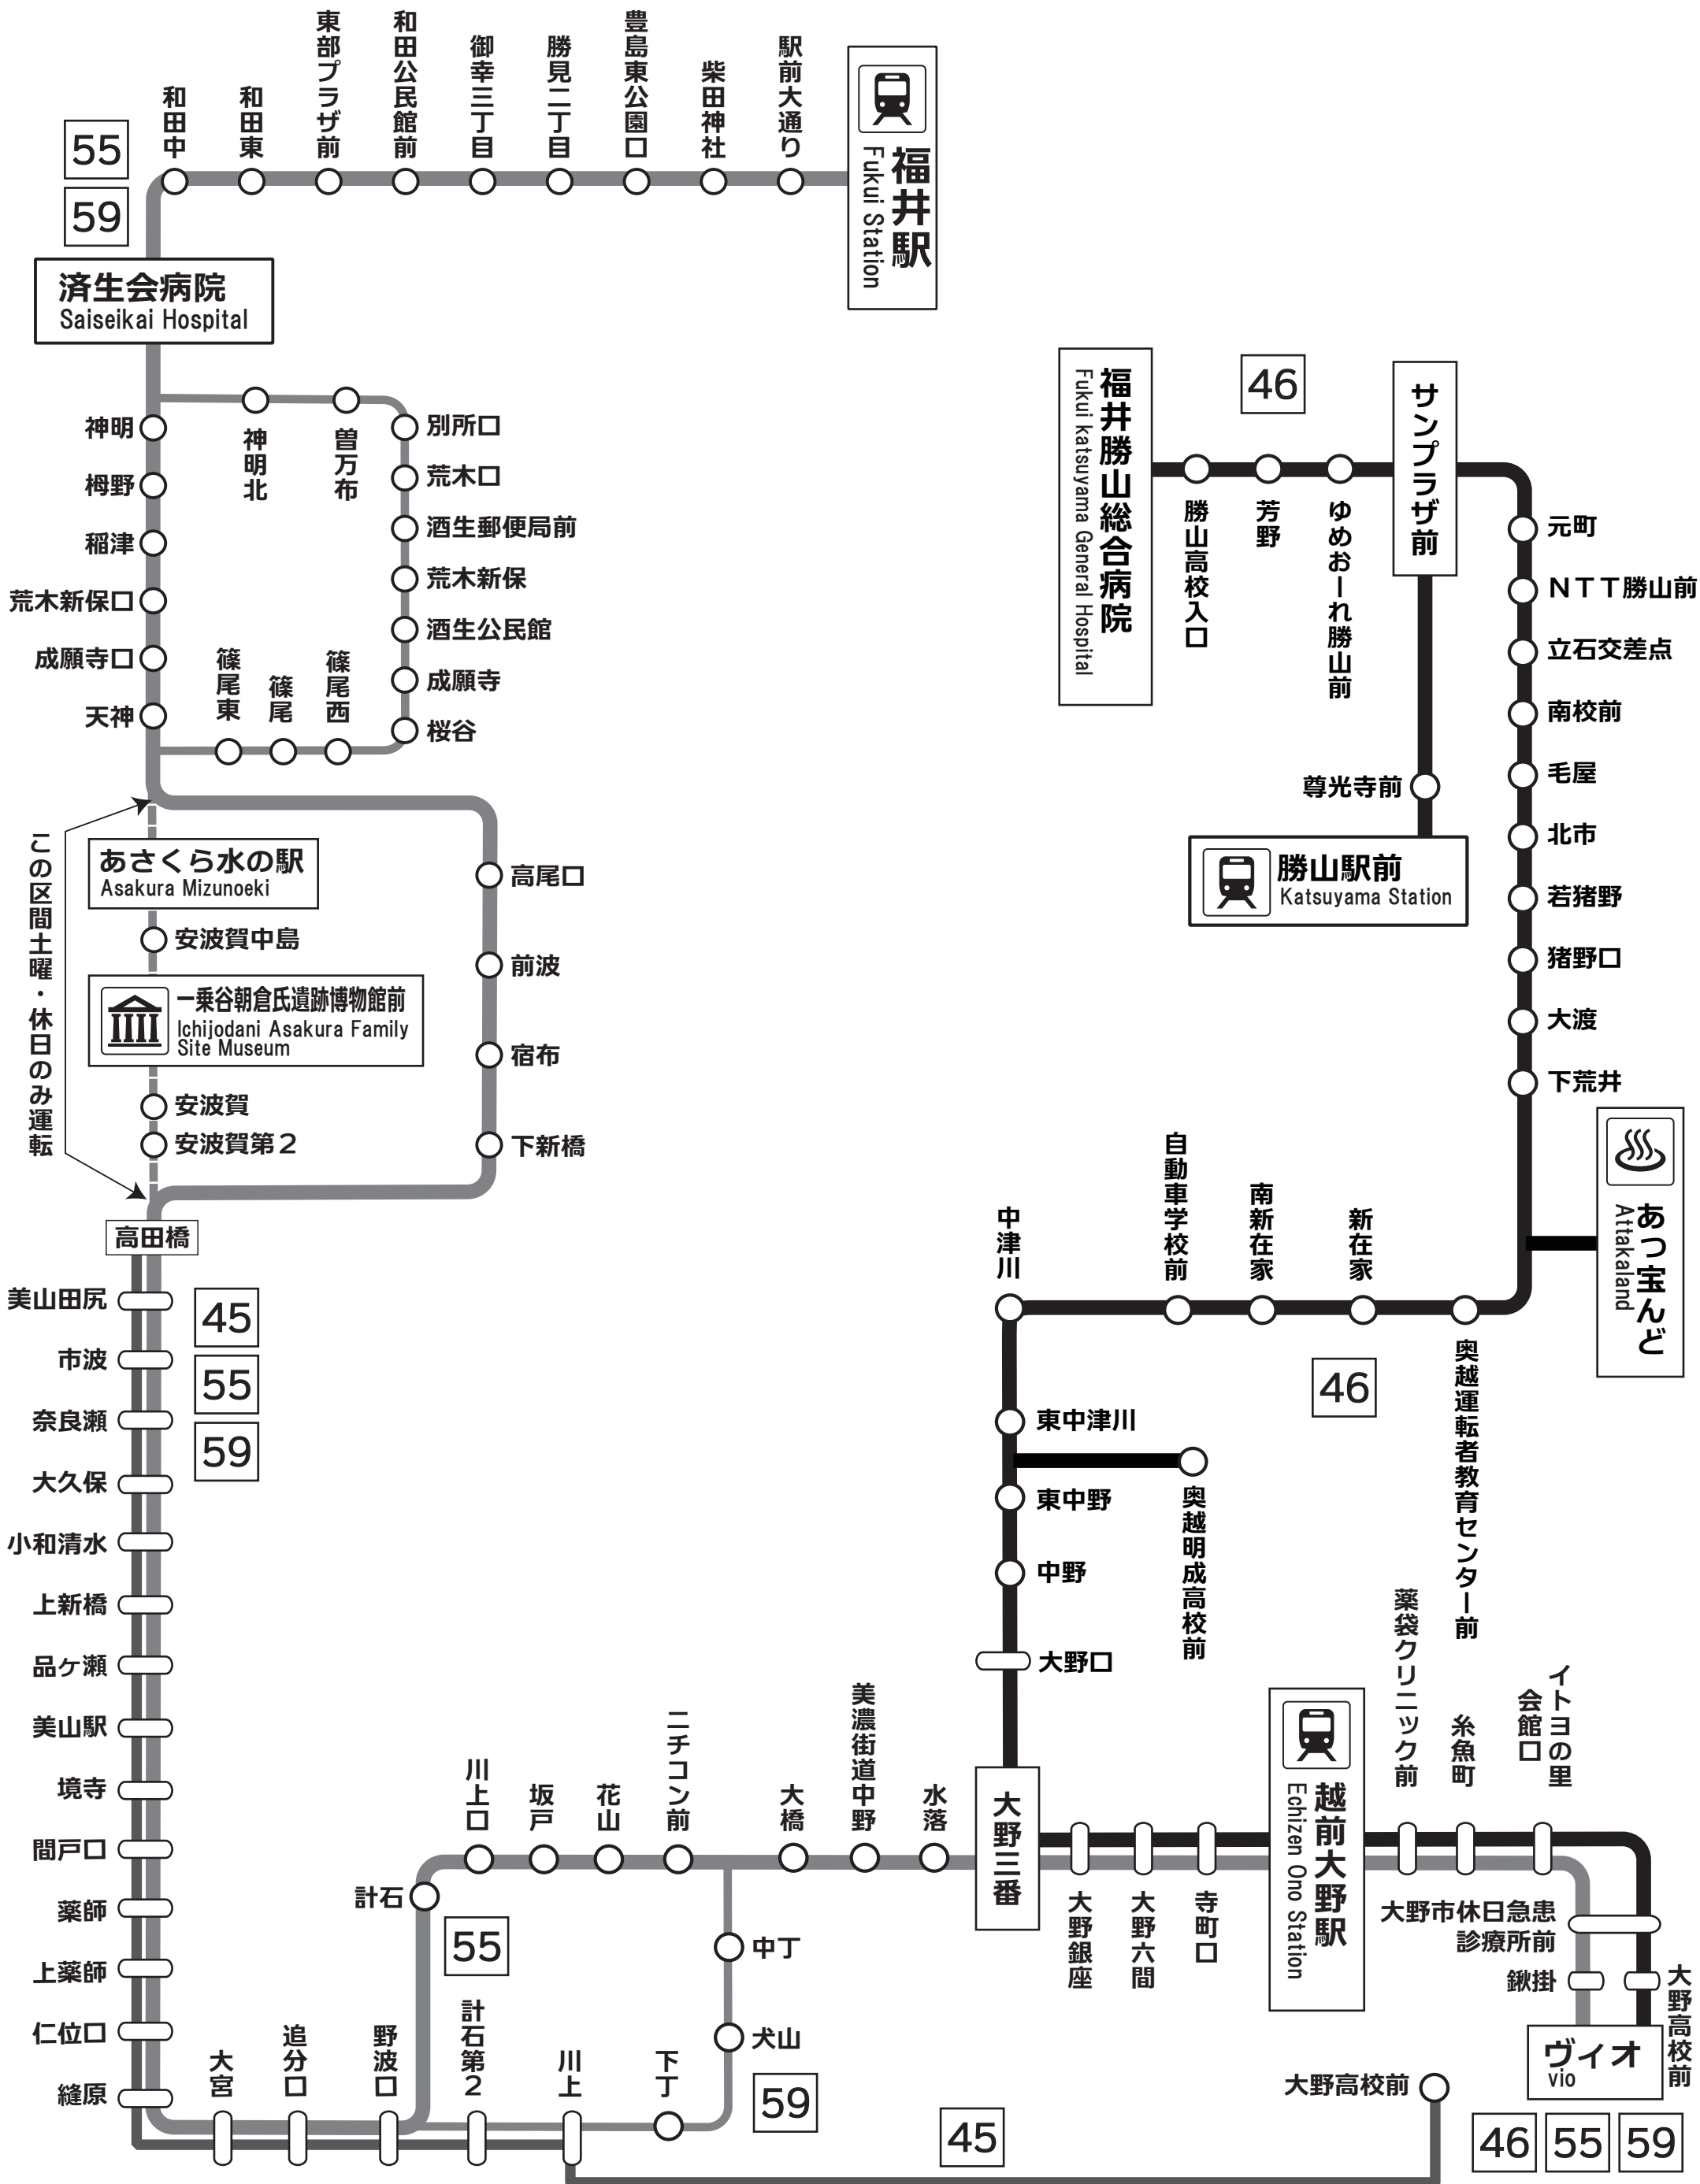 和田中
和田東
東部プラザ前
和田公民館前
御幸三丁目
勝見二丁目
豊島東公園口
柴田神社
駅前大通り
福井駅
Fukui Station
55
59
済生会病院
Saiseikai Hospital
神明
栂野
稲津
荒木新保口
成願寺口
天神
神明北
曽万布
別所口
荒木口
酒生郵便局前
荒木新保
酒生公民館
成願寺
桜谷
篠尾東
篠尾
篠尾西
この区間土曜・休日のみ運転
あさくら水の駅
Asakura Mizunoeki
安波賀中島
一乗谷朝倉氏遺跡博物館前
Ichijodani Asakura Family
Site Museum
安波賀
安波賀第2
高尾口
前波
宿布
下新橋
高田橋
45
55
59
美山田尻
市波
奈良瀬
大久保
小和清水
上新橋
品ケ瀬
美山駅
境寺
間戸口
薬師
上薬師
仁位口
縫原
大宮
追分口
野波口
計石第2
川上
下丁
犬山
中丁
59
55
計石
川上口
坂戸
花山
ニチコン前
大橋
美濃街道中野
水落
福井勝山総合病院
Fukui katsuyama General Hospital
46
勝山高校入口
芳野
ゆめおーれ勝山前
サンプラザ前
尊光寺前
勝山駅前
Katsuyama Station
元町
NTT勝山前
立石交差点
南校前
毛屋
北市
若猪野
猪野口
大渡
下荒井
あっ宝んど
Attakaland
奥越運転者教育センター前
新在家
南新在家
自動車学校前
中津川
46
東中津川
奥越明成高校前
東中野
中野
大野口
大野三番
大野銀座
大野六間
寺町口
越前大野駅
Echizen Ono Station
薬袋クリニック前
糸魚町
イトヨの里
会館口
大野市休日急患
診療所前
鍬掛
大野高校前
ヴィオ
vio
46
55
59
大野高校前
45